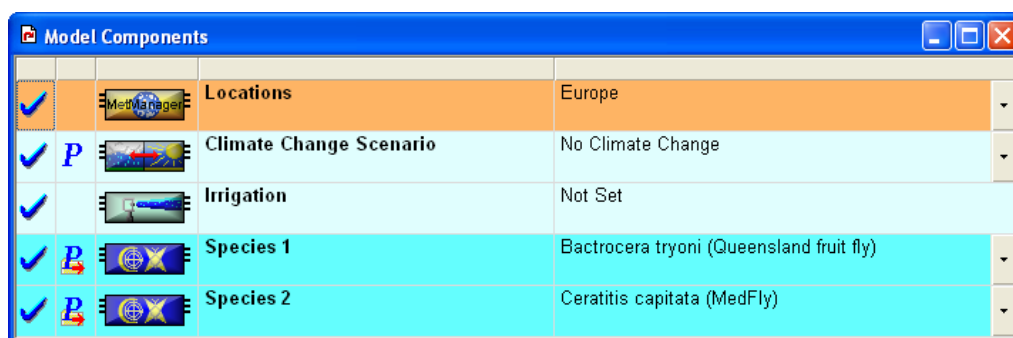 Model Components
MetManager
Locations
Europe
P
Climate Change Scenario
No Climate Change
Irrigation
Not Set
P
Species 1
Bactrocera tryoni (Queensland fruit fly)
P
Species 2
Ceratitis capitata (MedFly)